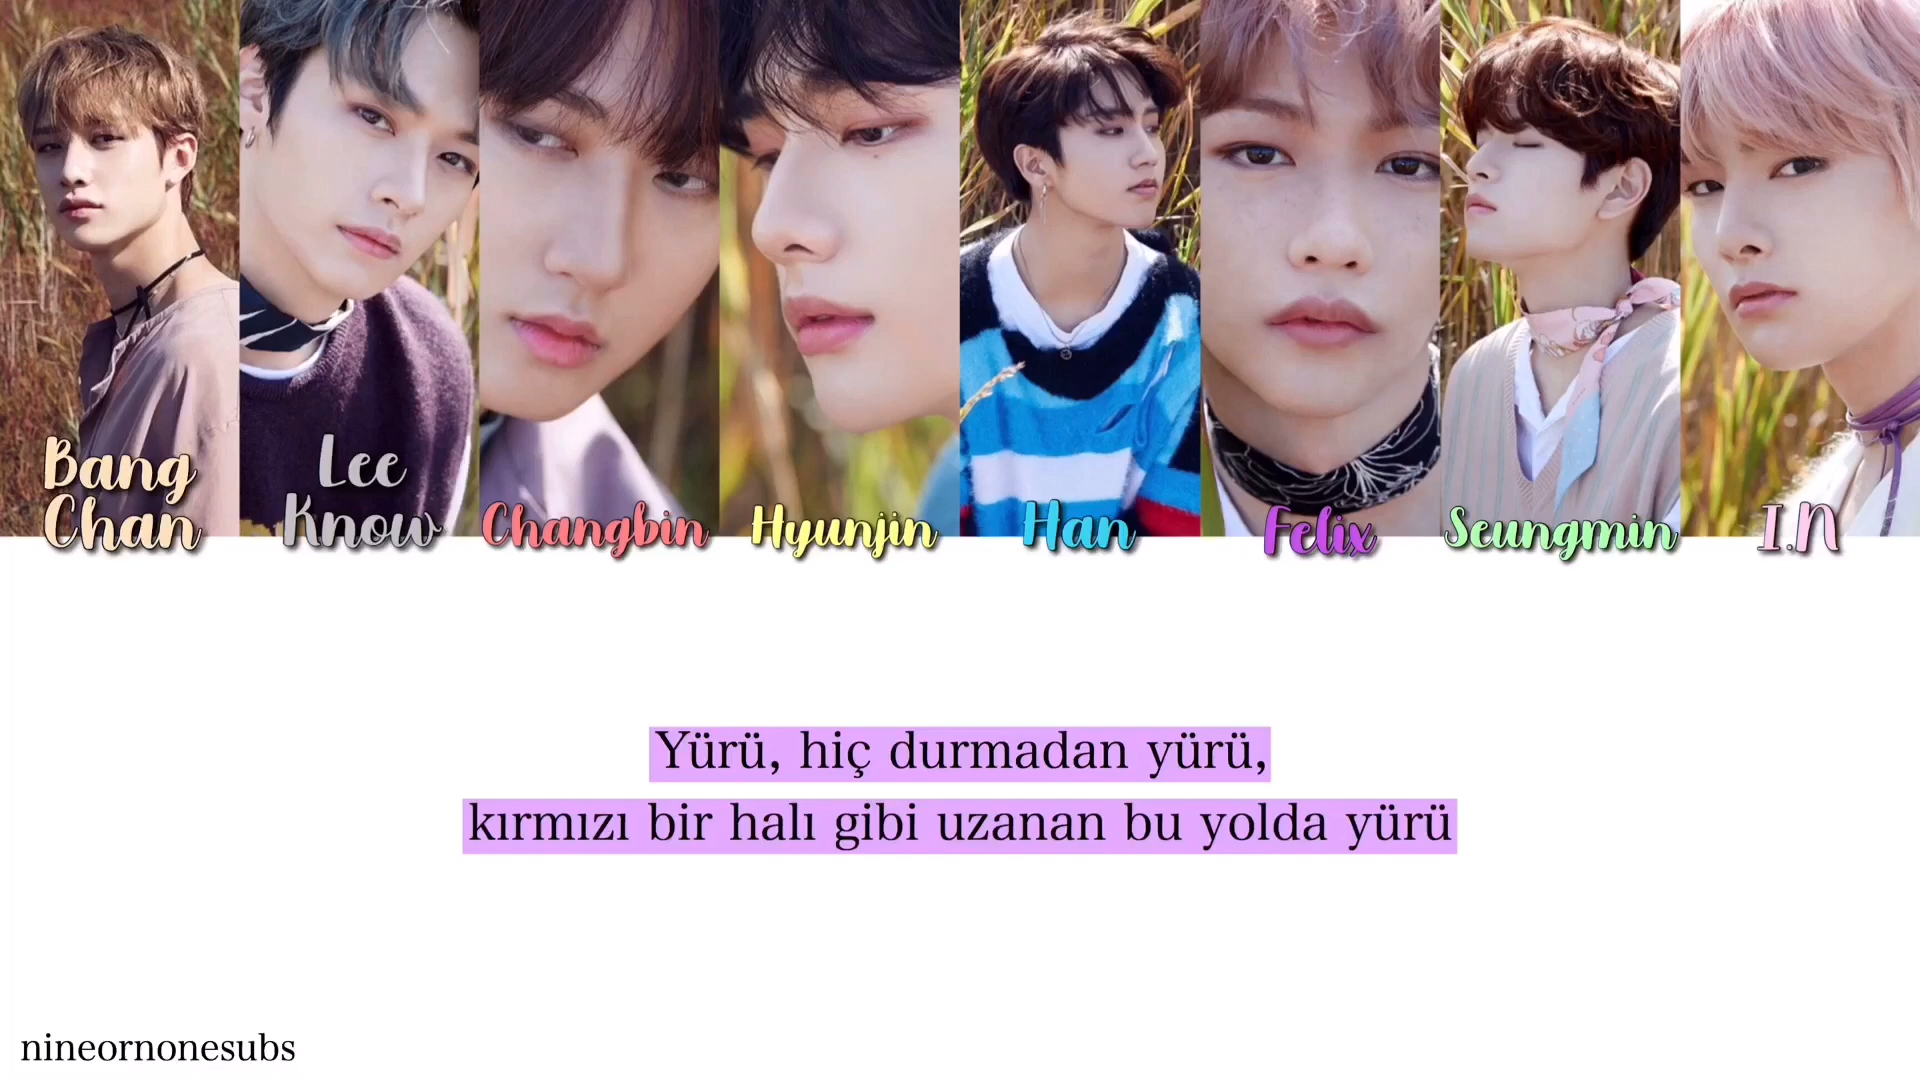 Bang
Chan
Lee
Know
Changbin
Hyunjin
Han
Felix
Seungmin
I.N
Yürü, hiç durmadan yürü,
kırmızı bir halı gibi uzanan bu yolda yürü
nineornonesubs